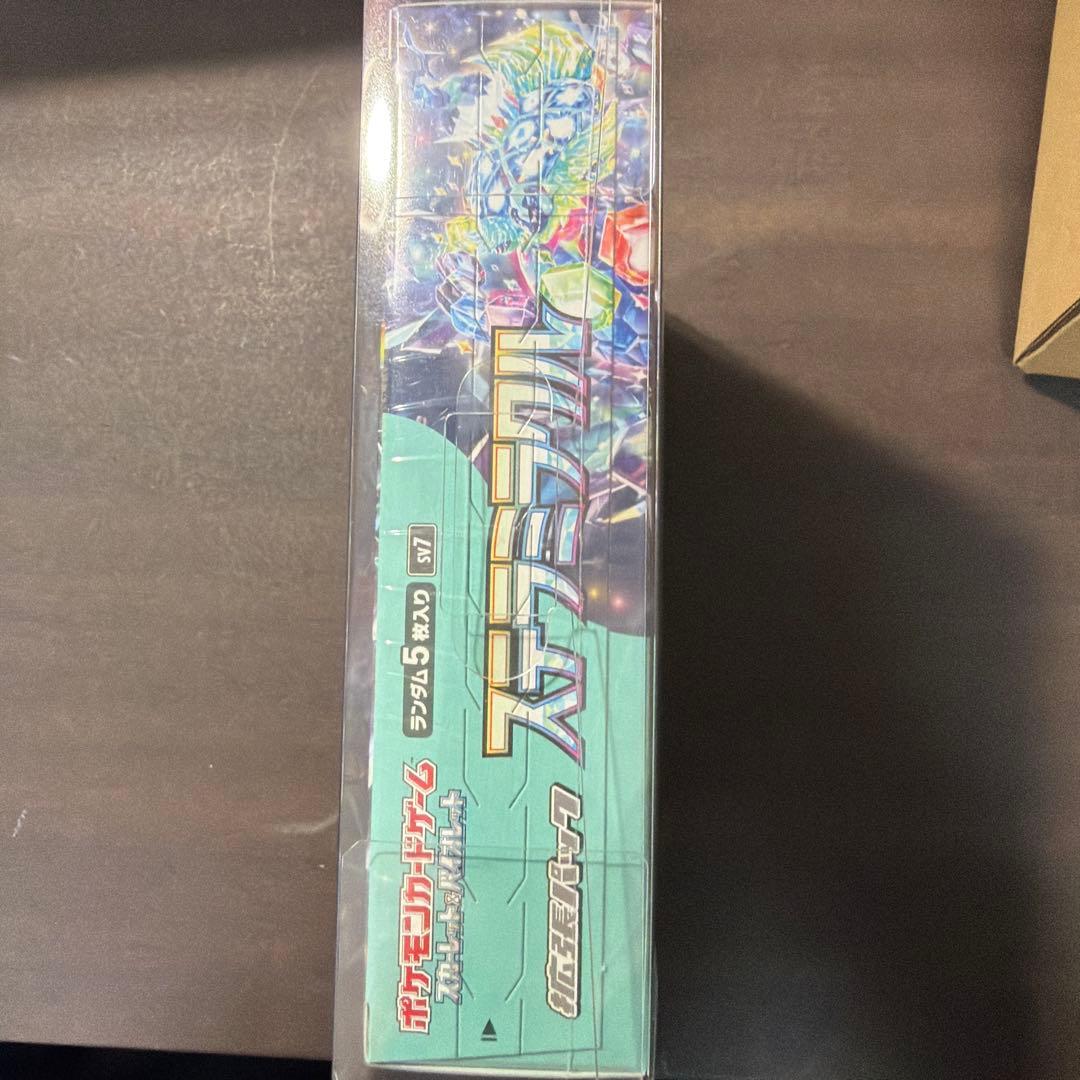 ポケモンカードゲーム
スカーレット&バイオレット
ランダム5枚入り
SV7
拡張パック
ステラミラクル